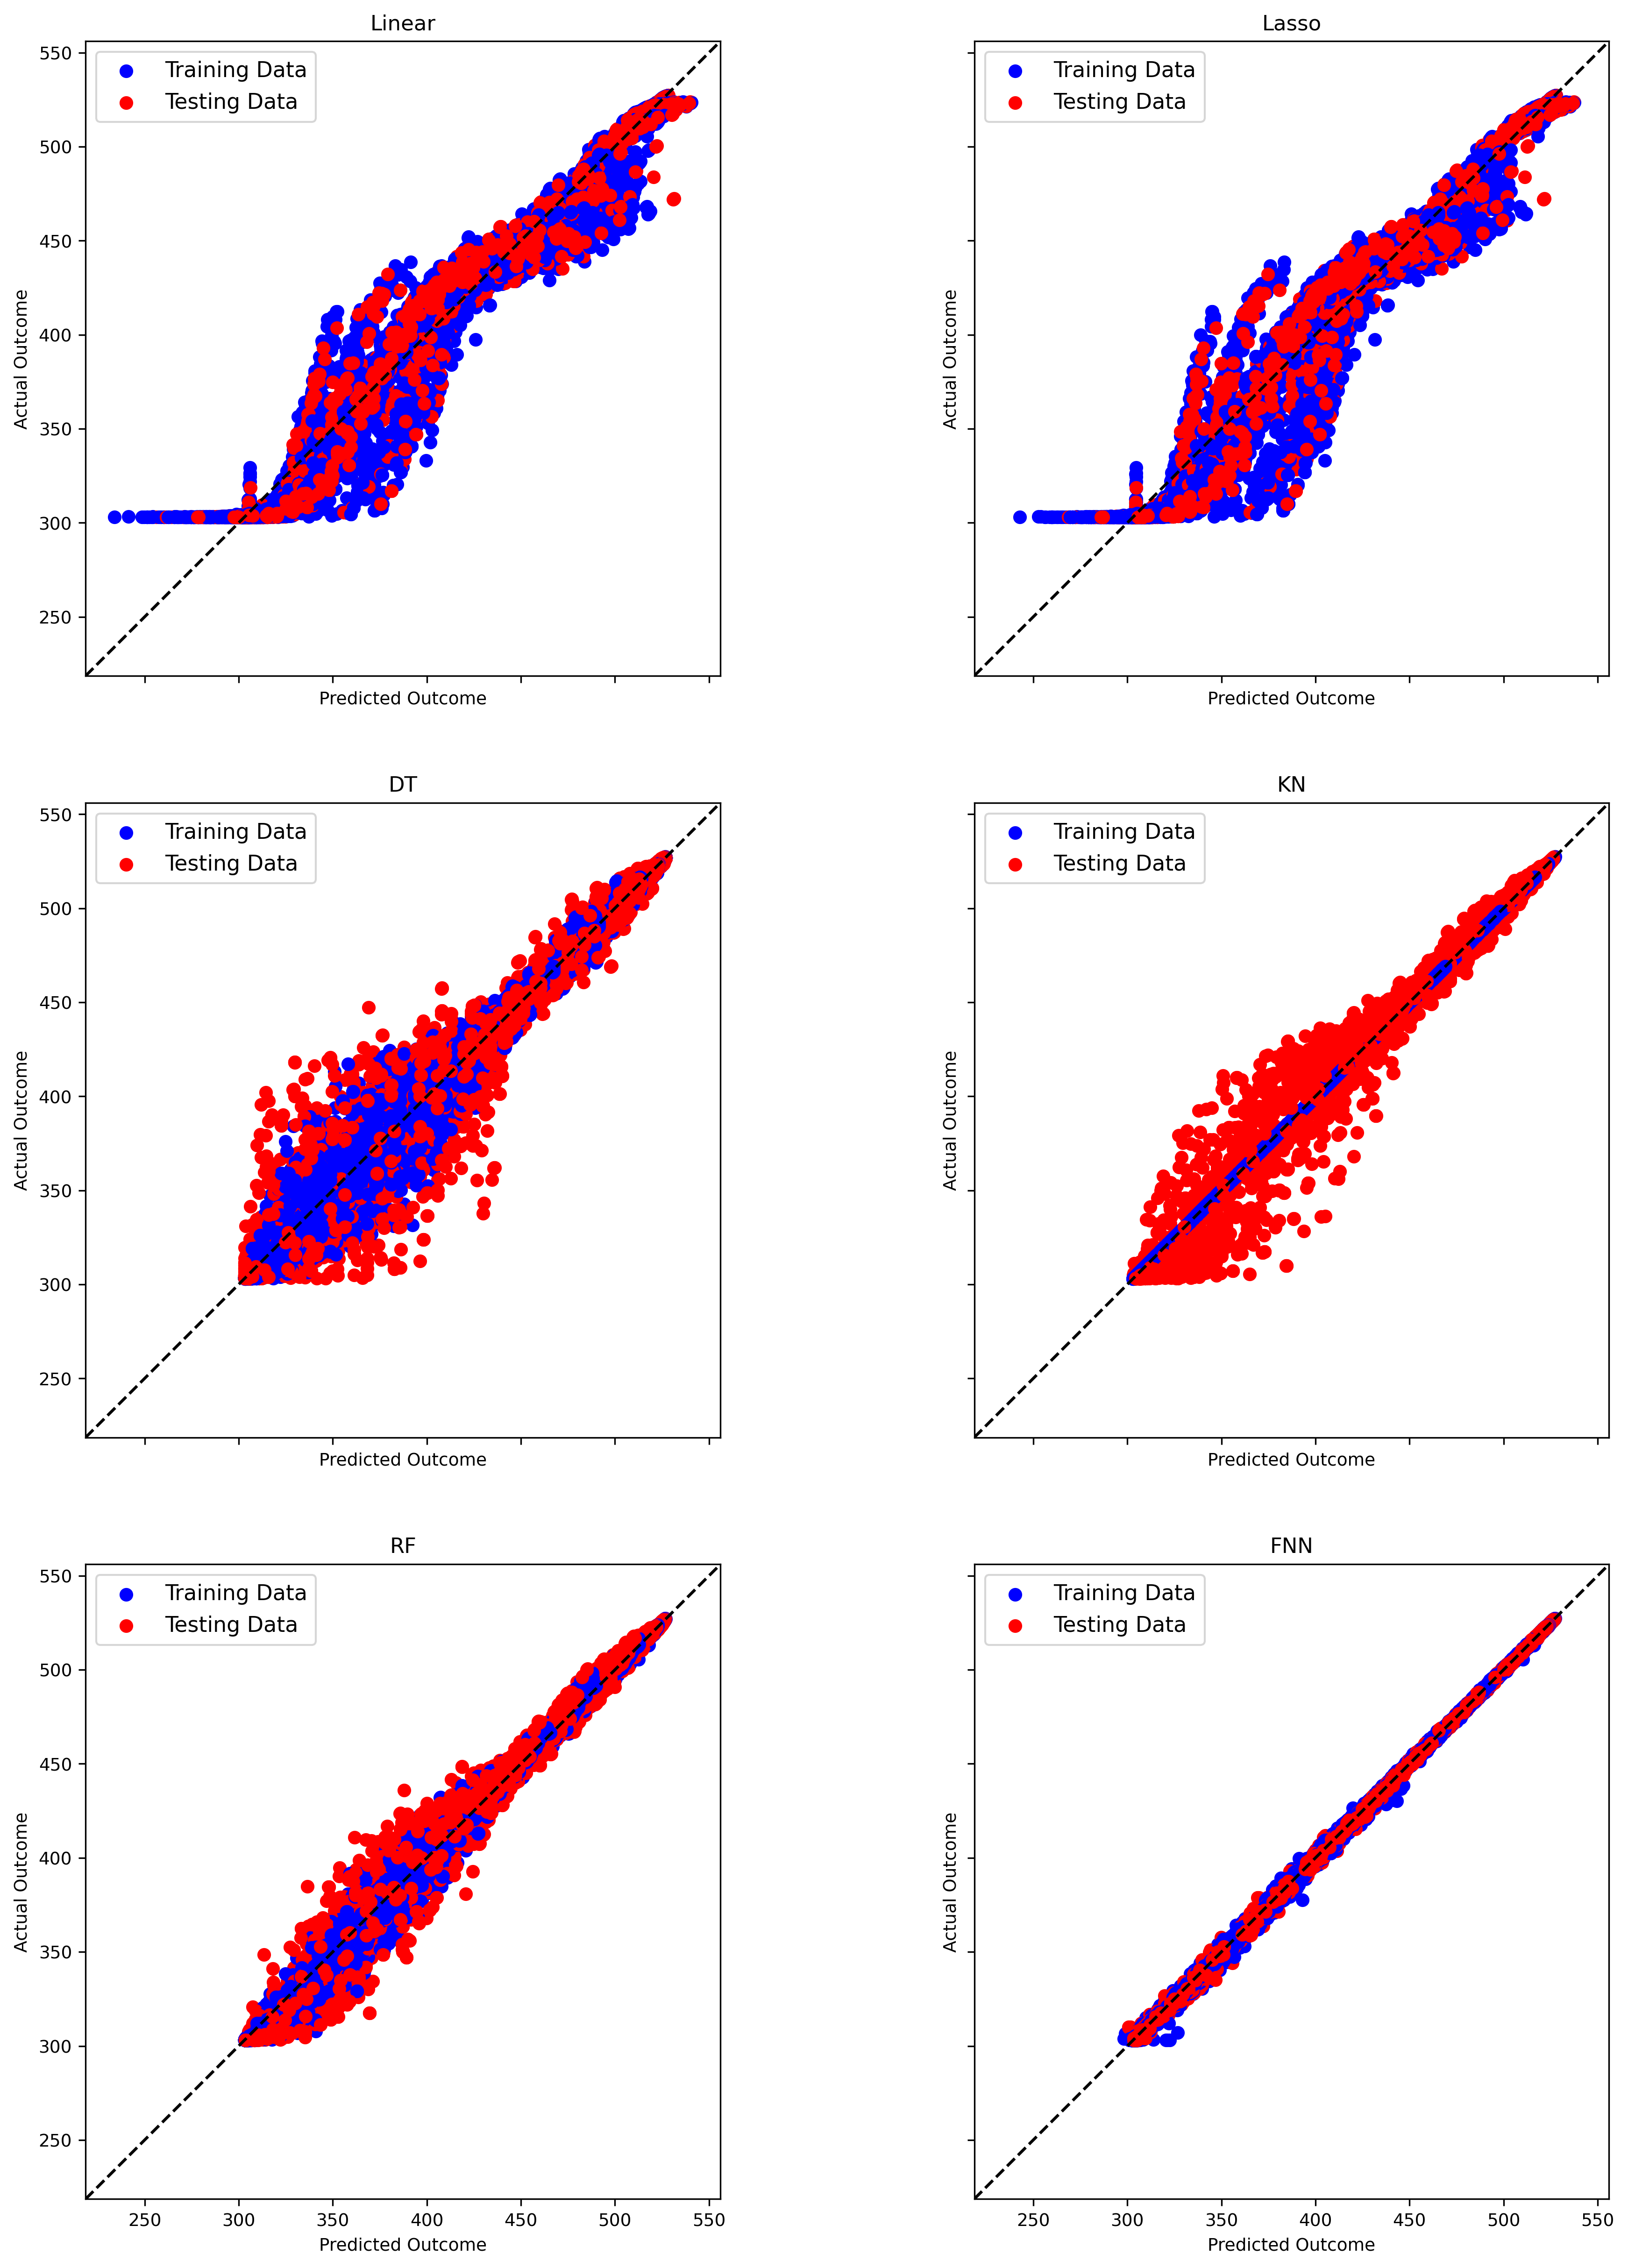 Linear
550
500
450
400
350
300
250
Actual Outcome
Training Data
Testing Data
Predicted Outcome
Lasso
Actual Outcome
Training Data
Testing Data
Predicted Outcome
DT
550
500
450
400
350
300
250
Actual Outcome
Training Data
Testing Data
Predicted Outcome
KN
Actual Outcome
Training Data
Testing Data
Predicted Outcome
RF
550
500
450
400
350
300
250
Actual Outcome
Training Data
Testing Data
250 300 350 400 450 500 550
Predicted Outcome
FNN
Actual Outcome
Training Data
Testing Data
250 300 350 400 450 500 550
Predicted Outcome